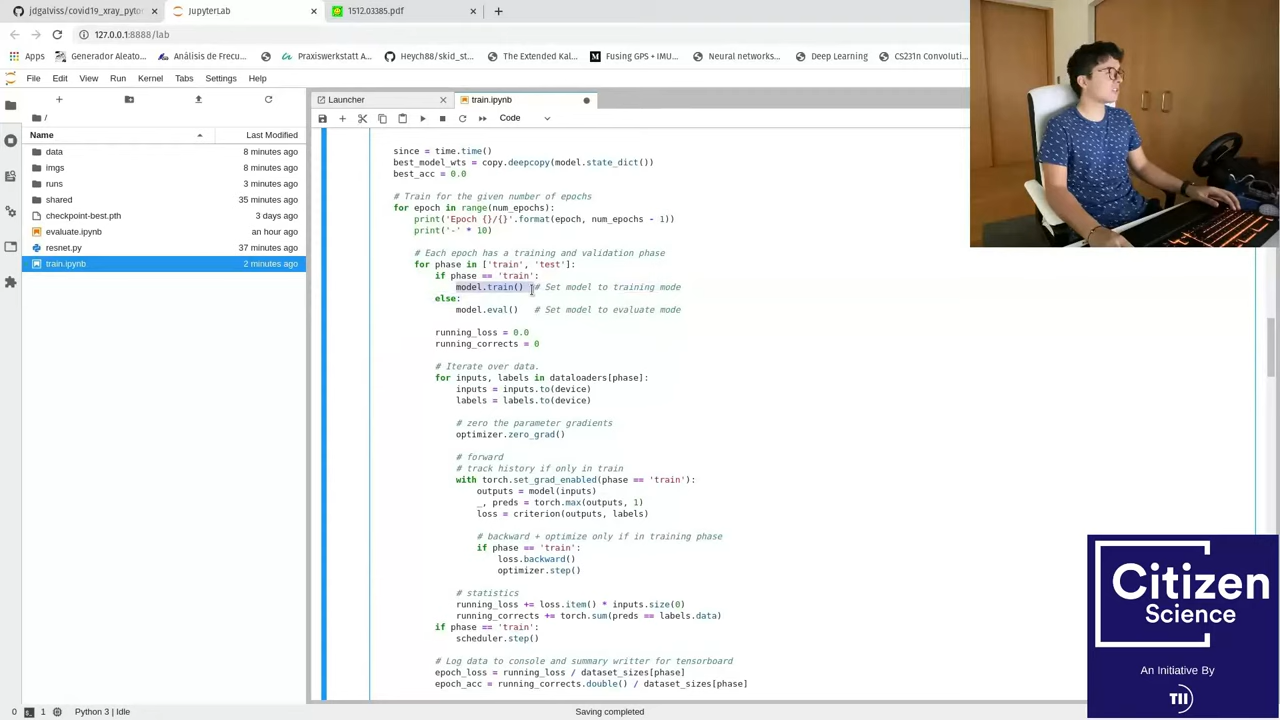 jdgalviss/covid19_xray_pyto
JupyterLab
1512.03385.pdf
127.0.0.1:8888/lab
Apps
Generador Aleato…
Análisis de Frecu…
Praxiswerkstatt A…
Heych88/skid_st…
The Extended Kal…
Fusing GPS + IMU…
Neural networks…
Deep Learning
CS231n Convoluti…
File Edit View Run Kernel Tabs Settings Help
Launcher
train.ipynb
Code
/
Name Last Modified
data 8 minutes ago
imgs 8 minutes ago
runs 3 minutes ago
shared 35 minutes ago
checkpoint-best.pth 3 days ago
evaluate.ipynb an hour ago
resnet.py 37 minutes ago
train.ipynb 2 minutes ago
since = time.time()
best_model_wts = copy.deepcopy(model.state_dict())
best_acc = 0.0
# Train for the given number of epochs
for epoch in range(num_epochs):
print('Epoch {}/{}'.format(epoch, num_epochs - 1))
print('-' * 10)
# Each epoch has a training and validation phase
for phase in ['train', 'test']:
if phase == 'train':
model.train() # Set model to training mode
else:
model.eval() # Set model to evaluate mode
running_loss = 0.0
running_corrects = 0
# Iterate over data.
for inputs, labels in dataloaders[phase]:
inputs = inputs.to(device)
labels = labels.to(device)
# zero the parameter gradients
optimizer.zero_grad()
# forward
# track history if only in train
with torch.set_grad_enabled(phase == 'train'):
outputs = model(inputs)
_, preds = torch.max(outputs, 1)
loss = criterion(outputs, labels)
# backward + optimize only if in training phase
if phase == 'train':
loss.backward()
optimizer.step()
# statistics
running_loss += loss.item() * inputs.size(0)
running_corrects += torch.sum(preds == labels.data)
if phase == 'train':
scheduler.step()
# Log data to console and summary writter for tensorboard
epoch_loss = running_loss / dataset_sizes[phase]
epoch_acc = running_corrects.double() / dataset_sizes[phase]
Citizen
Science
An Initiative By
TII
0 1 Python 3 | Idle
Saving completed